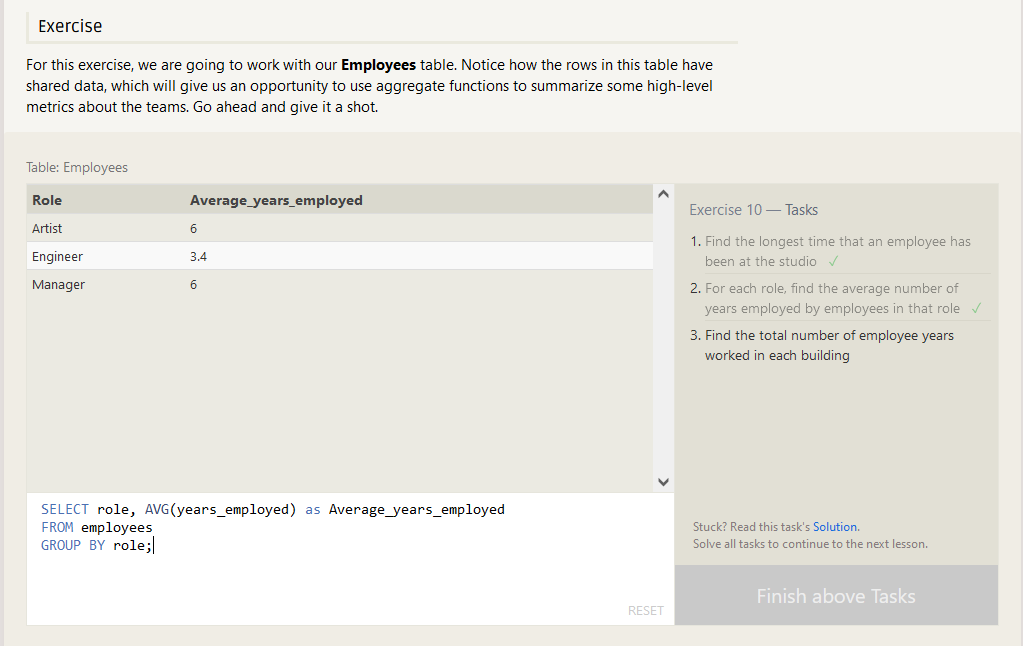 Exercise
For this exercise, we are going to work with our Employees table. Notice how the rows in this table have
shared data, which will give us an opportunity to use aggregate functions to summarize some high-level
metrics about the teams. Go ahead and give it a shot.
Table: Employees
Role Average_years_employed
Artist 6
Engineer 3.4
Manager 6
SELECT role, AVG(years_employed) as Average_years_employed
FROM employees
GROUP BY role;
RESET
Exercise 10 — Tasks
1. Find the longest time that an employee has
been at the studio ✓
2. For each role, find the average number of
years employed by employees in that role ✓
3. Find the total number of employee years
worked in each building
Stuck? Read this task's Solution.
Solve all tasks to continue to the next lesson.
Finish above Tasks